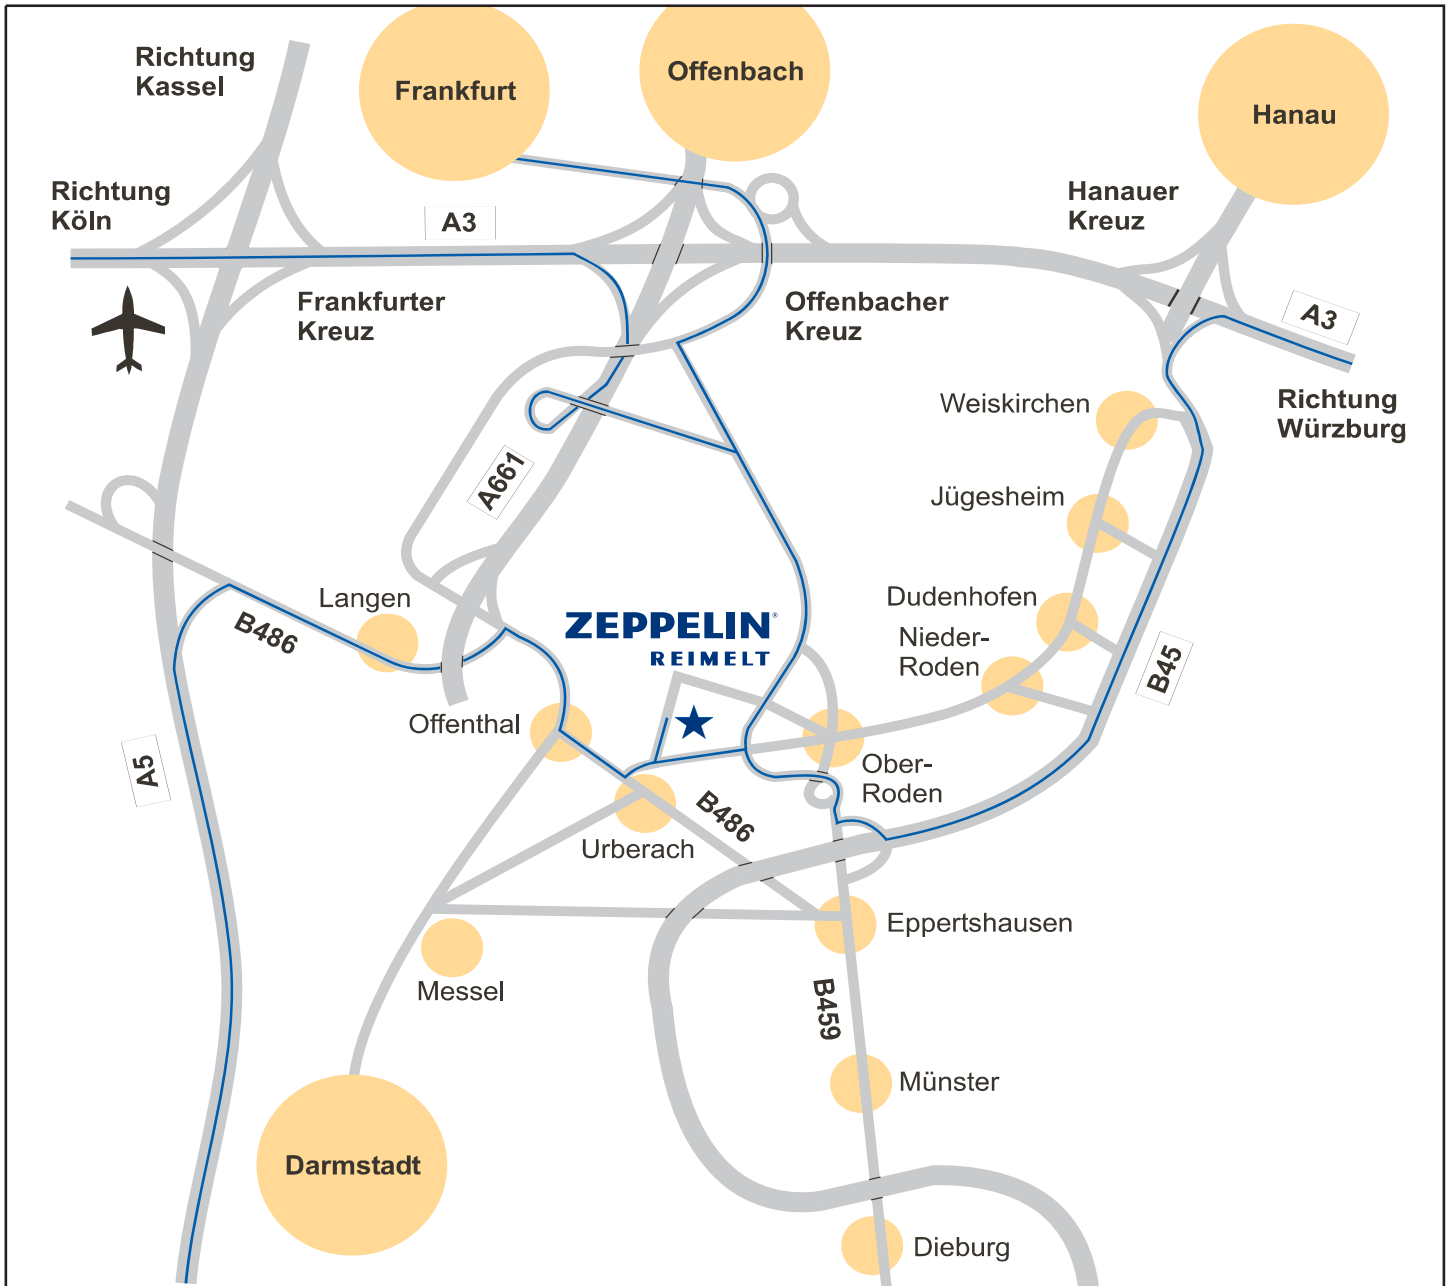 Richtung
Kassel
Frankfurt
Offenbach
Hanau
Richtung
Köln
A3
Hanauer
Kreuz
Frankfurter
Kreuz
Offenbacher
Kreuz
A3
Richtung
Würzburg
Weiskirchen
A661
Jügesheim
Langen
B486
ZEPPELIN®
REIMELT
Dudenhofen
Nieder-
Roden
B45
Offenthal
A5
Ober-
Roden
B486
Urberach
Eppertshausen
Messel
B459
Münster
Darmstadt
Dieburg